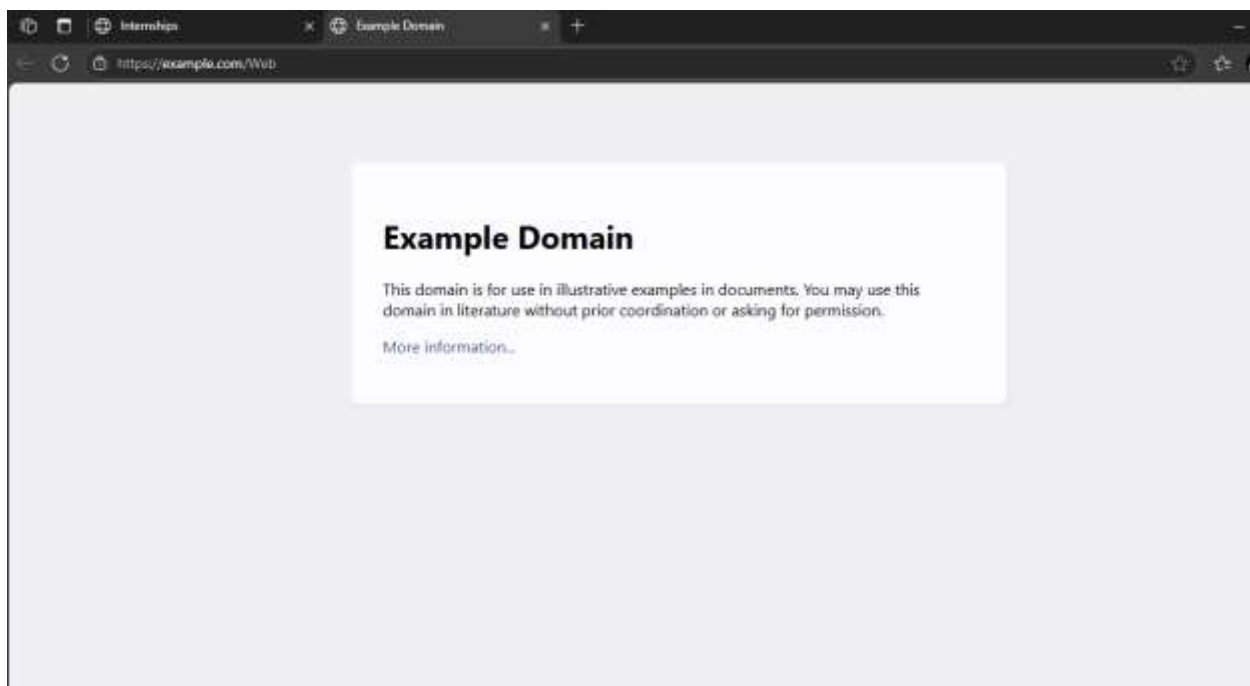 Internships
Example Domain
https://example.com/Web
Example Domain
This domain is for use in illustrative examples in documents. You may use this
domain in literature without prior coordination or asking for permission.
More information...